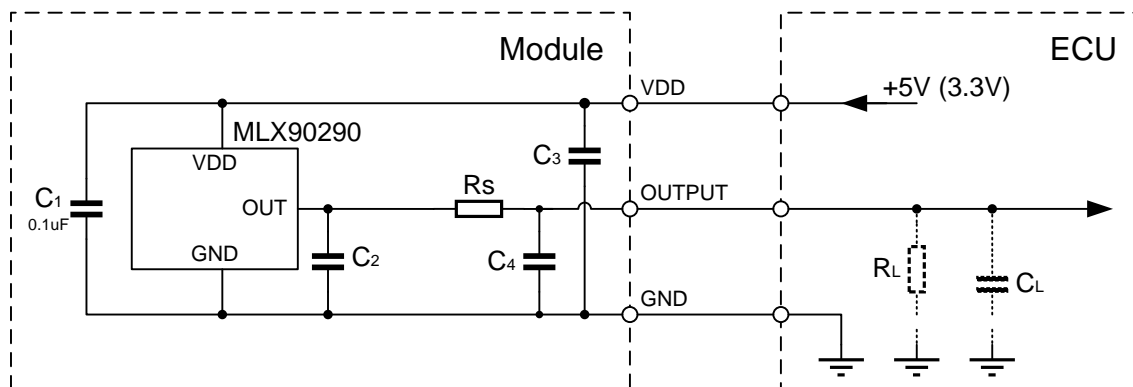 Module
ECU
VDD
+5V (3.3V)
MLX90290
VDD
C3
C1
0.1uF
OUT
Rs
OUTPUT
GND
C2
C4
RL
CL
GND